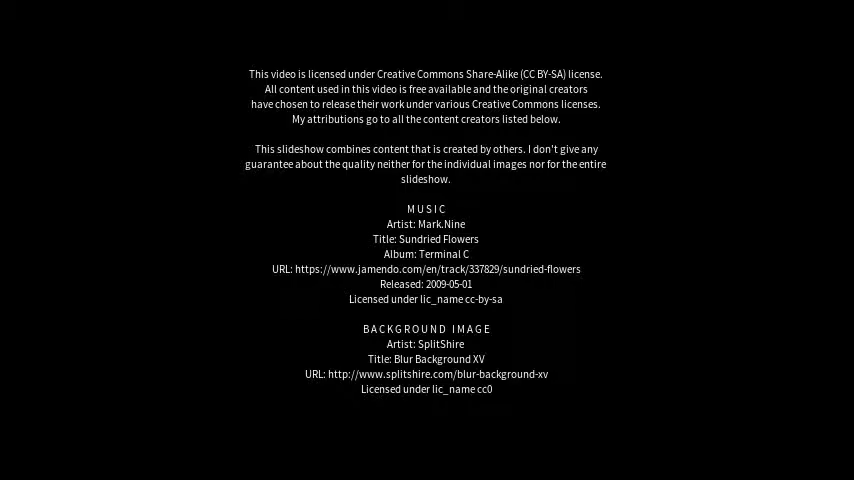 This video is licensed under Creative Commons Share-Alike (CC BY-SA) license.
All content used in this video is free available and the original creators
have chosen to release their work under various Creative Commons licenses.
My attributions go to all the content creators listed below.
This slideshow combines content that is created by others. I don't give any
guarantee about the quality neither for the individual images nor for the entire
slideshow.
M U S I C
Artist: Mark.Nine
Title: Sundried Flowers
Album: Terminal C
URL: https://www.jamendo.com/en/track/337829/sundried-flowers
Released: 2009-05-01
Licensed under lic_name cc-by-sa
B A C K G R O U N D   I M A G E
Artist: SplitShire
Title: Blur Background XV
URL: http://www.splitshire.com/blur-background-xv
Licensed under lic_name cc0